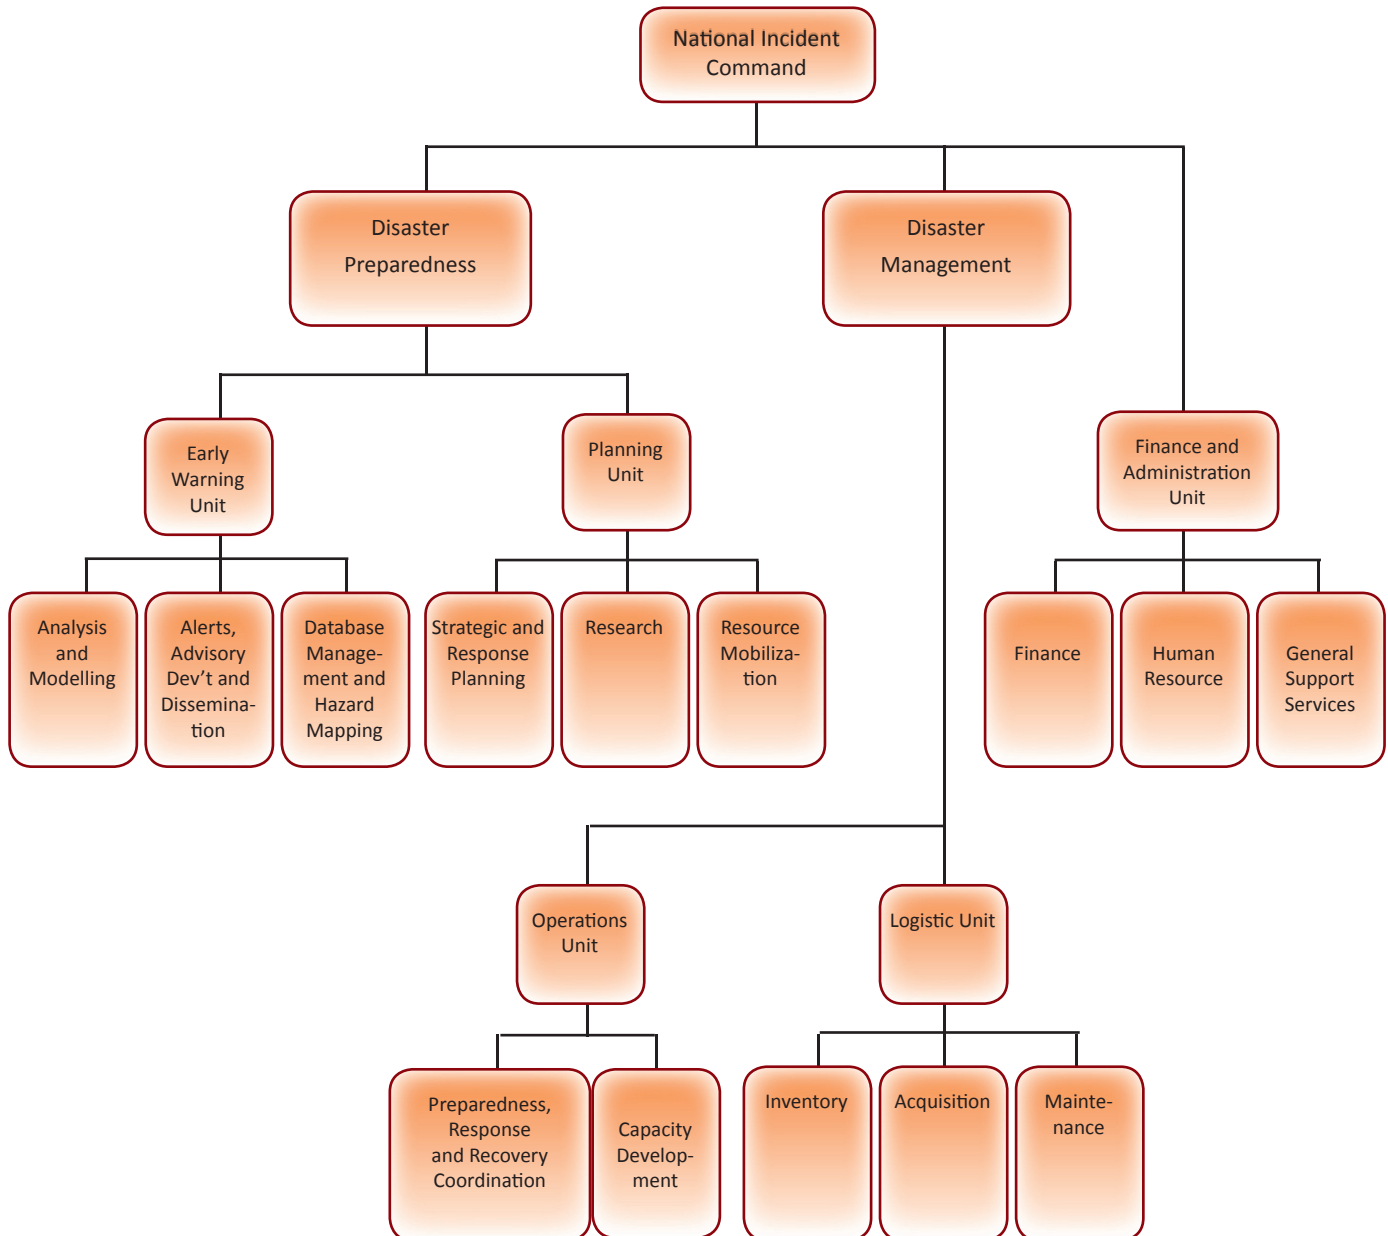 National Incident
Command
Disaster
Preparedness
Disaster
Management
Early
Warning
Unit
Planning
Unit
Finance and
Administration
Unit
Analysis
and
Modelling
Alerts,
Advisory
Dev't and
Dissemina-
tion
Database
Manage-
ment and
Hazard
Mapping
Strategic and
Response
Planning
Research
Resource
Mobiliza-
tion
Finance
Human
Resource
General
Support
Services
Operations
Unit
Logistic Unit
Preparedness,
Response
and Recovery
Coordination
Capacity
Develop-
ment
Inventory
Acquisition
Mainte-
nance